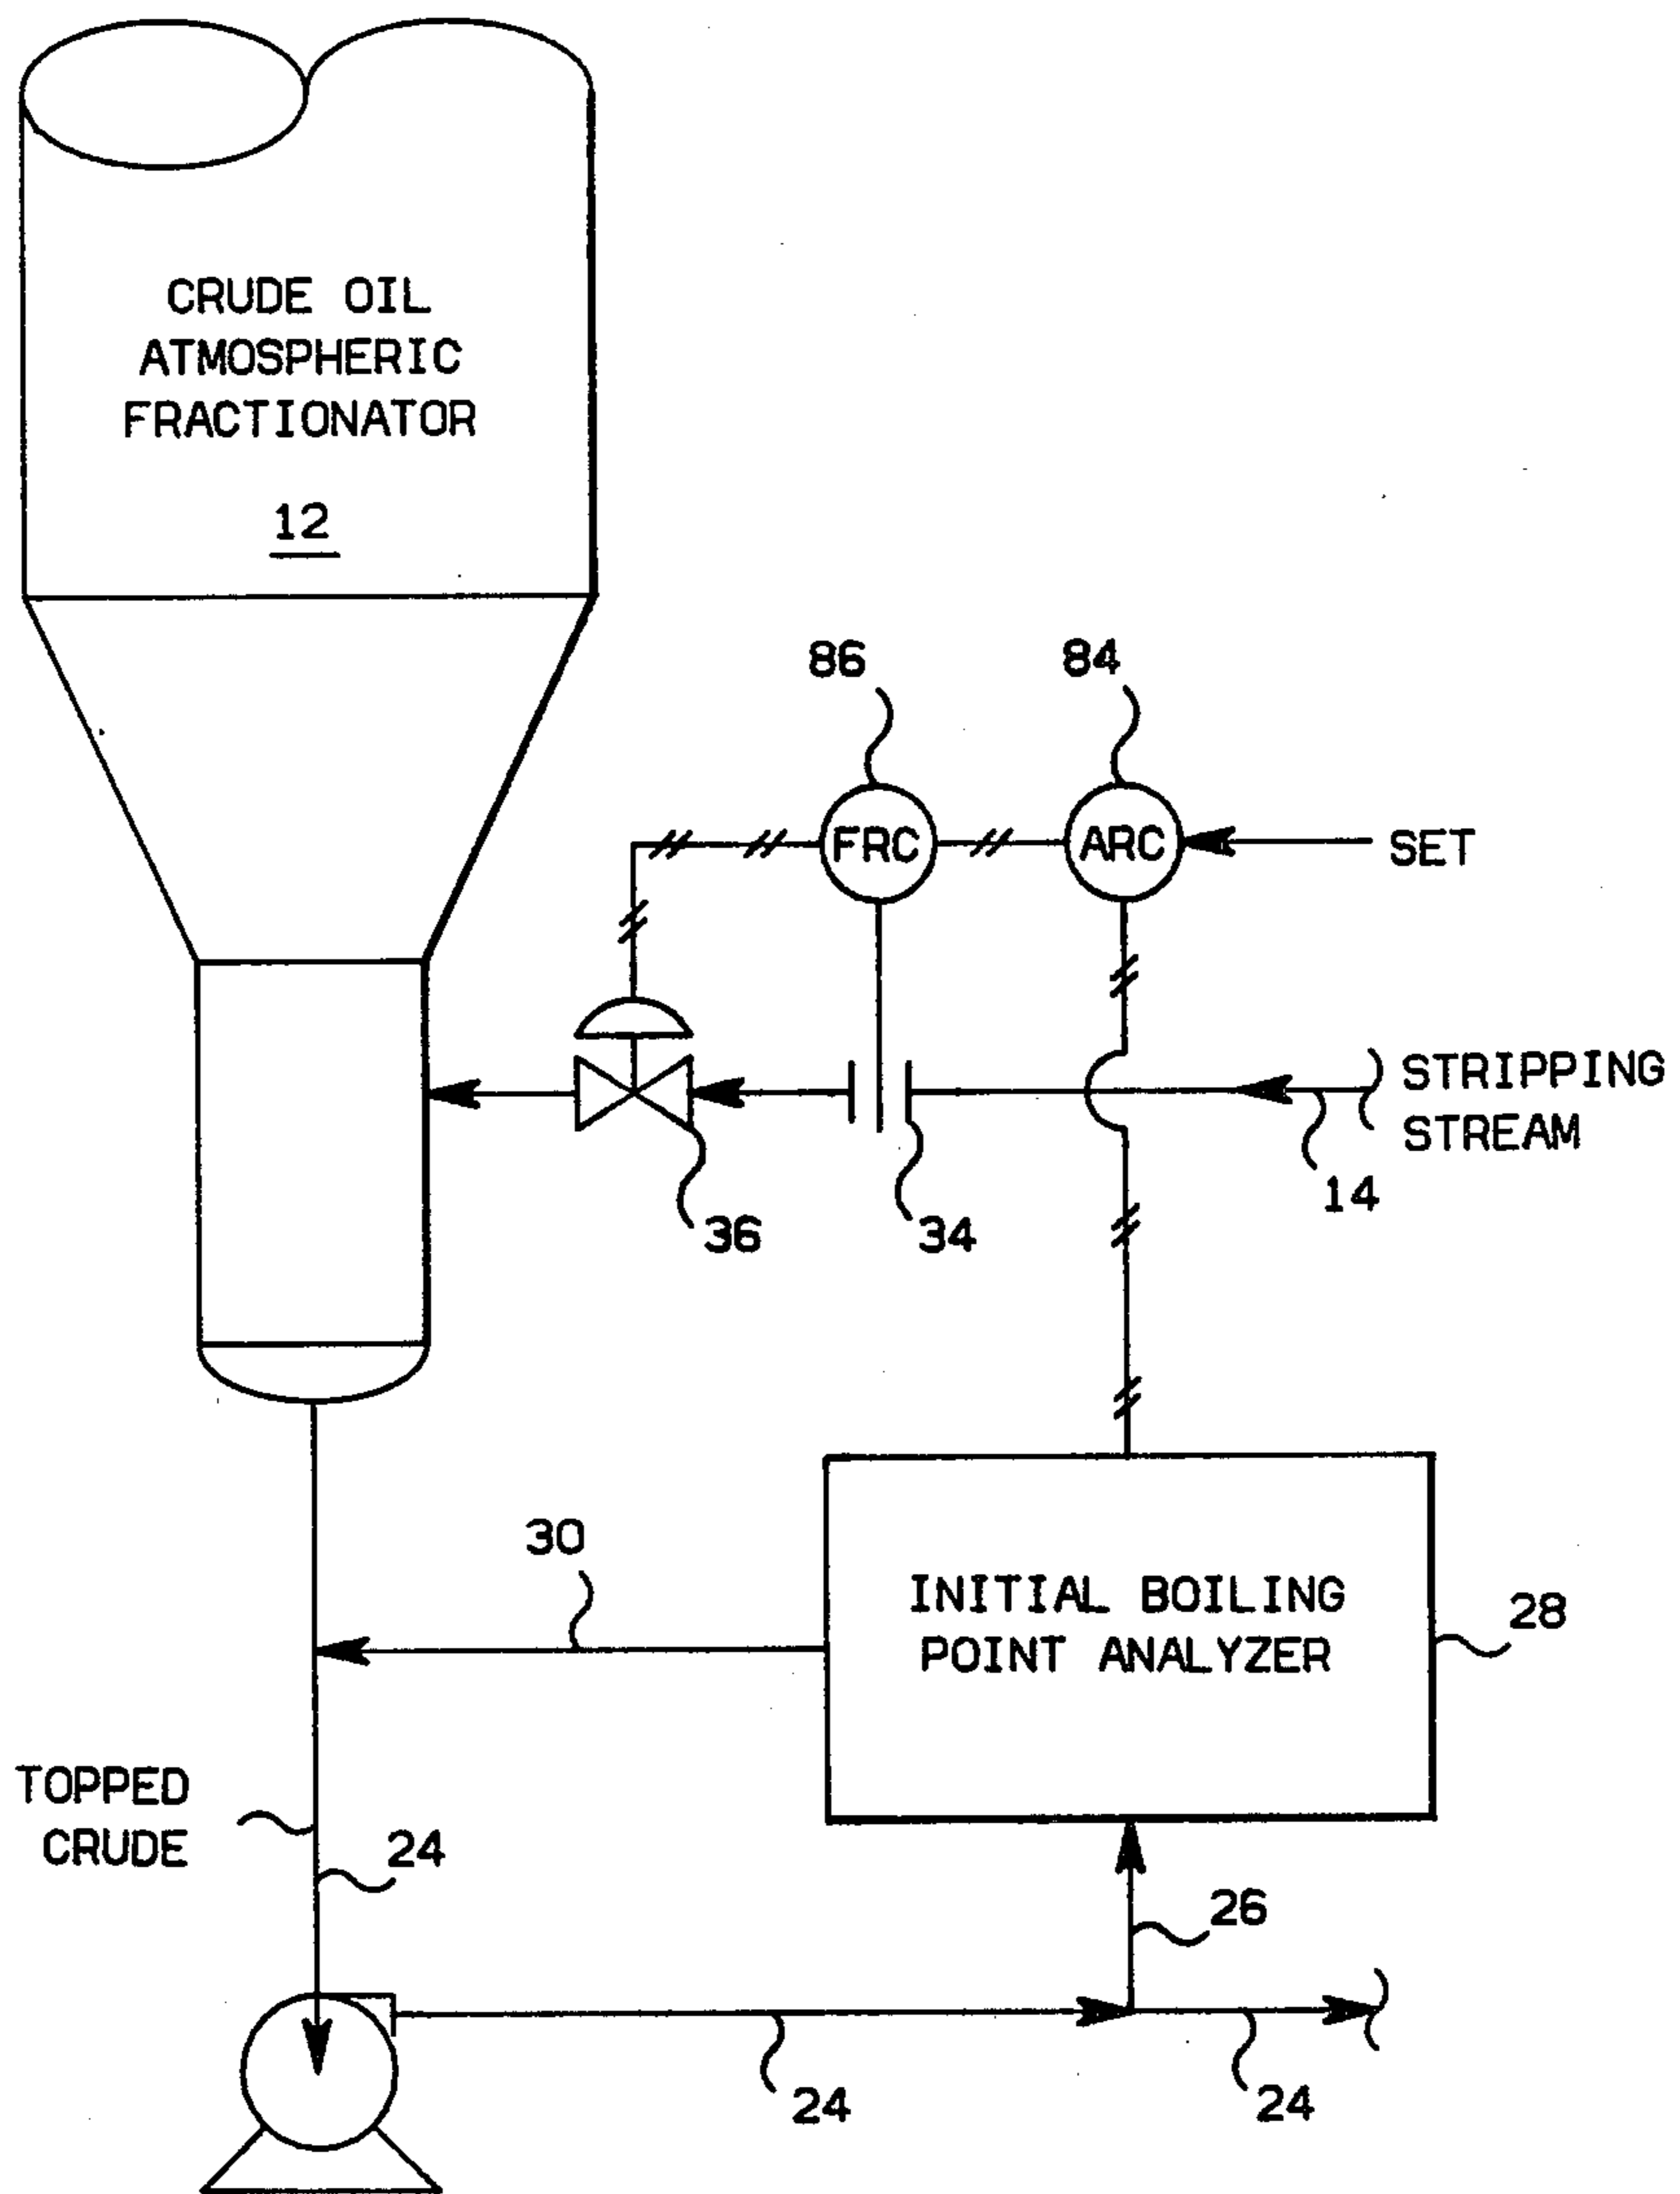 CRUDE OIL
ATMOSPHERIC
FRACTIONATOR
12
86
84
FRC
ARC
SET
STRIPPING
STREAM
14
36
34
30
INITIAL BOILING
POINT ANALYZER
28
TOPPED
CRUDE
24
26
24
24